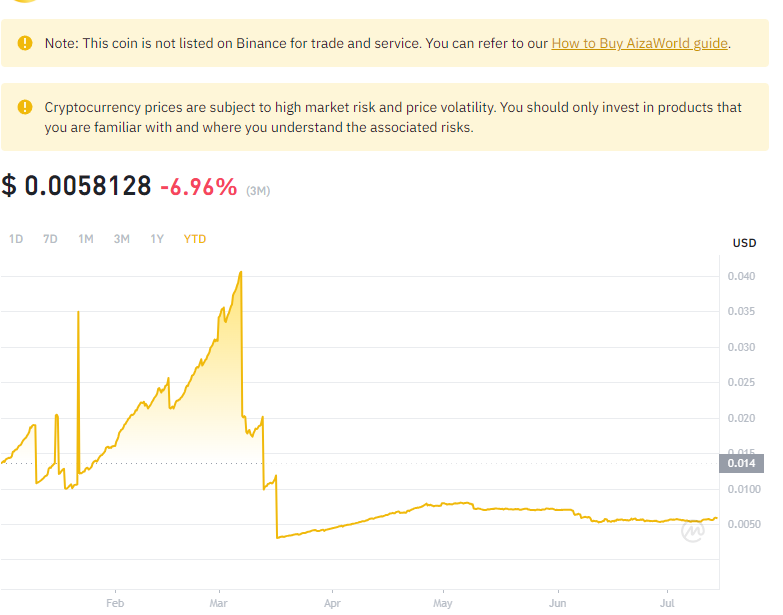 Note: This coin is not listed on Binance for trade and service. You can refer to our How to Buy AizaWorld guide.
Cryptocurrency prices are subject to high market risk and price volatility. You should only invest in products that
you are familiar with and where you understand the associated risks.
$ 0.0058128 -6.96% (3M)
1D 7D 1M 3M 1Y YTD
USD
0.040
0.035
0.030
0.025
0.020
0.015
0.014
0.0100
0.0050
Feb Mar Apr May Jun Jul